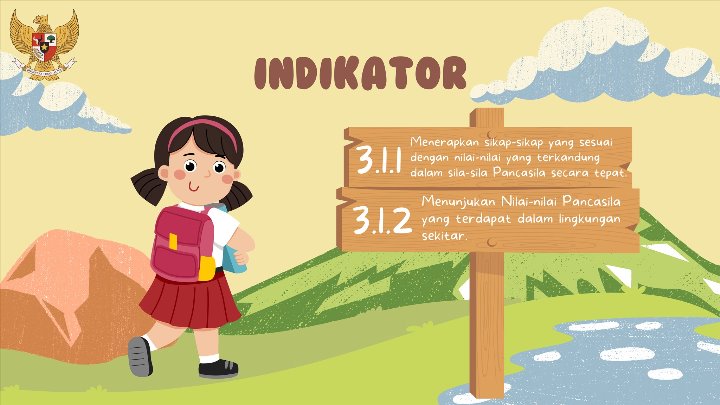 INDIKATOR
3.1.1
Menerapkan sikap-sikap yang sesuai
dengan nilai-nilai yang terkandung
dalam sila-sila Pancasila secara tepat.
3.1.2
Menunjukan Nilai-nilai Pancasila
yang terdapat dalam lingkungan
sekitar.